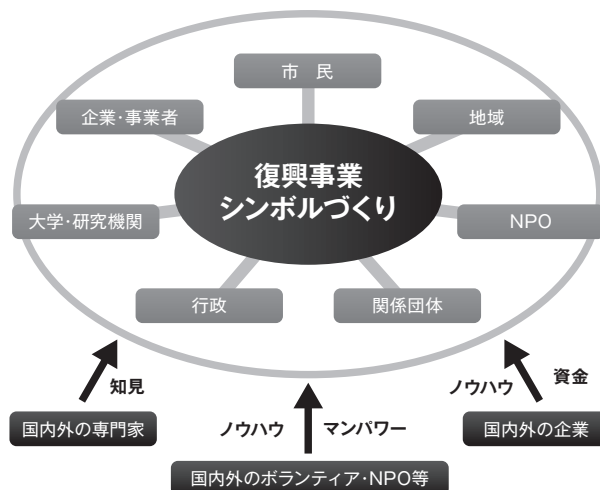 市　民
企業・事業者
地域
復興事業
シンボルづくり
大学・研究機関
NPO
行政
関係団体
知見
ノウハウ
資金
国内外の専門家
ノウハウ
マンパワー
国内外の企業
国内外のボランティア・NPO等